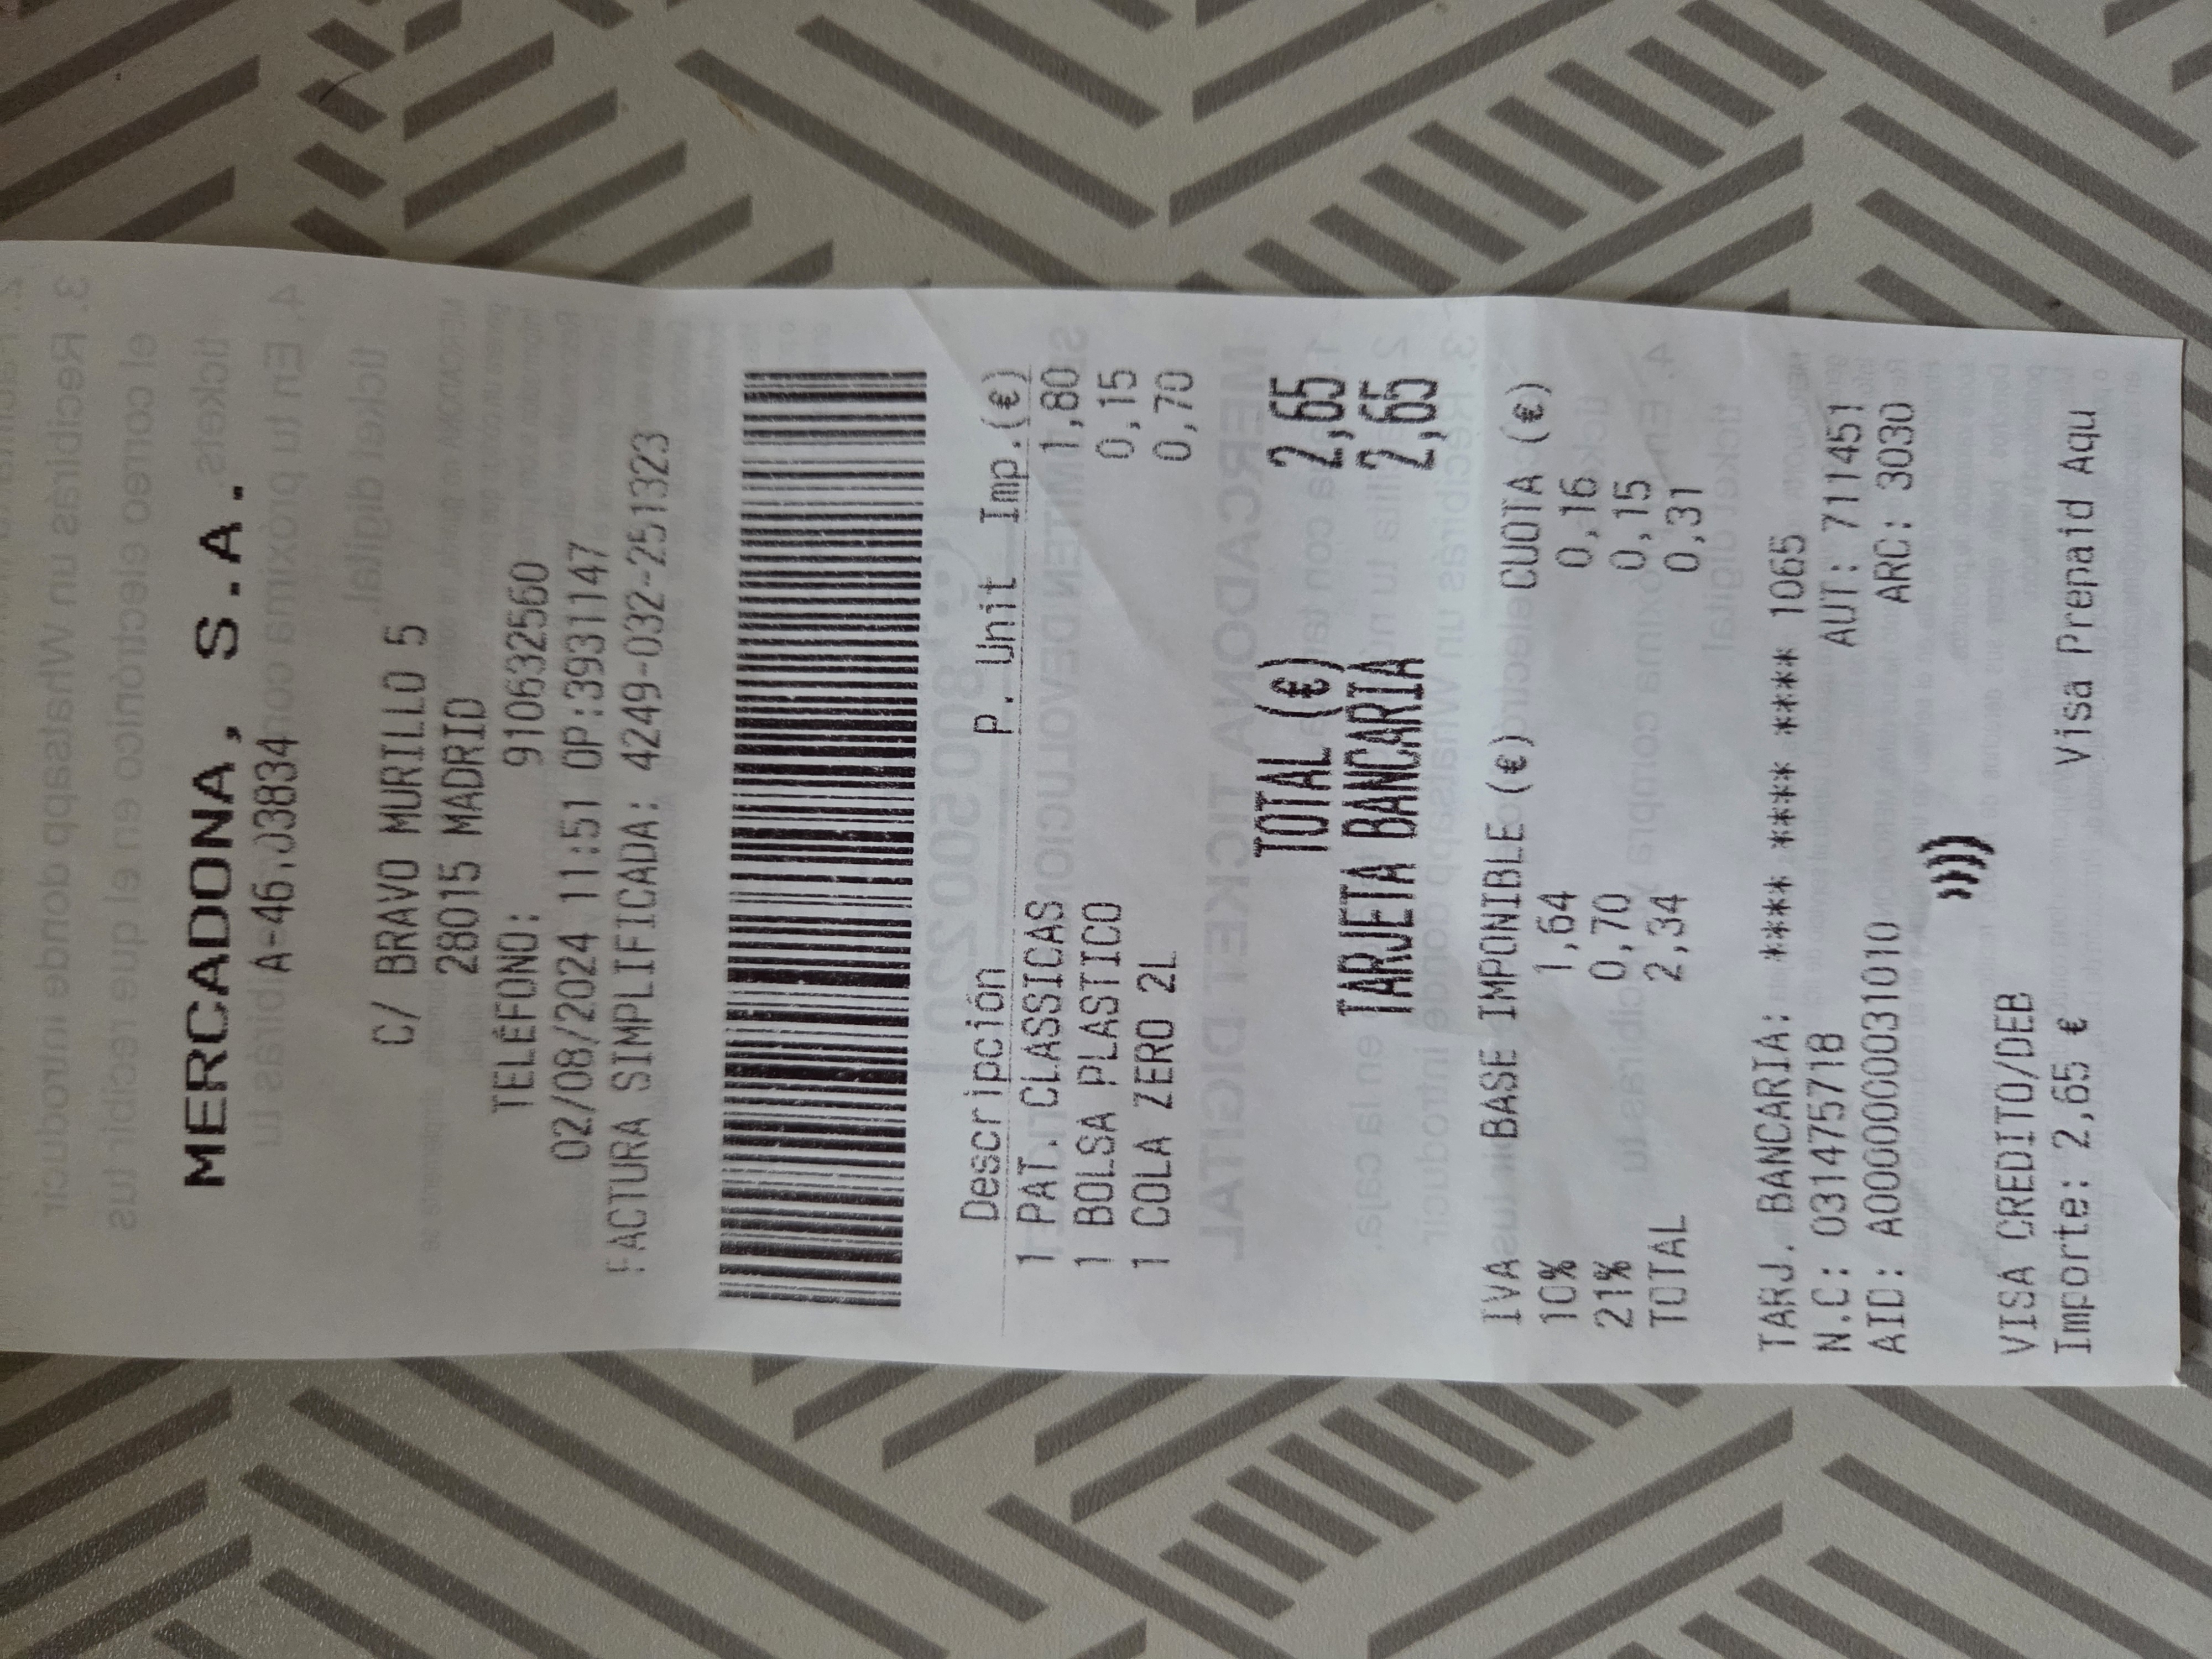 MERCADONA, S.A.
C/ BRAVO MURILLO 5
28015 MADRID
TELÉFONO: 910632560
02/08/2024 11:51 OP:3931147
FACTURA SIMPLIFICADA: 4249-032-251323
Descripción P. Unit Imp.(€)
1 PAT. CLASSICAS 1,80
1 BOLSA PLASTICO 0,15
1 COLA ZERO 2L 0,70
TOTAL (€) 2,65
TARJETA BANCARIA 2,65
IVA BASE IMPONIBLE (€) CUOTA (€)
10% 1,64 0,16
21% 0,70 0,15
TOTAL 2,34 0,31
TARJ. BANCARIA: **** **** **** 1065
N.C: 031475718 AUT: 711451
AID: A0000000031010 ARC: 3030
VISA CREDITO/DEB
Importe: 2,65 € Visa Prepaid Aqu